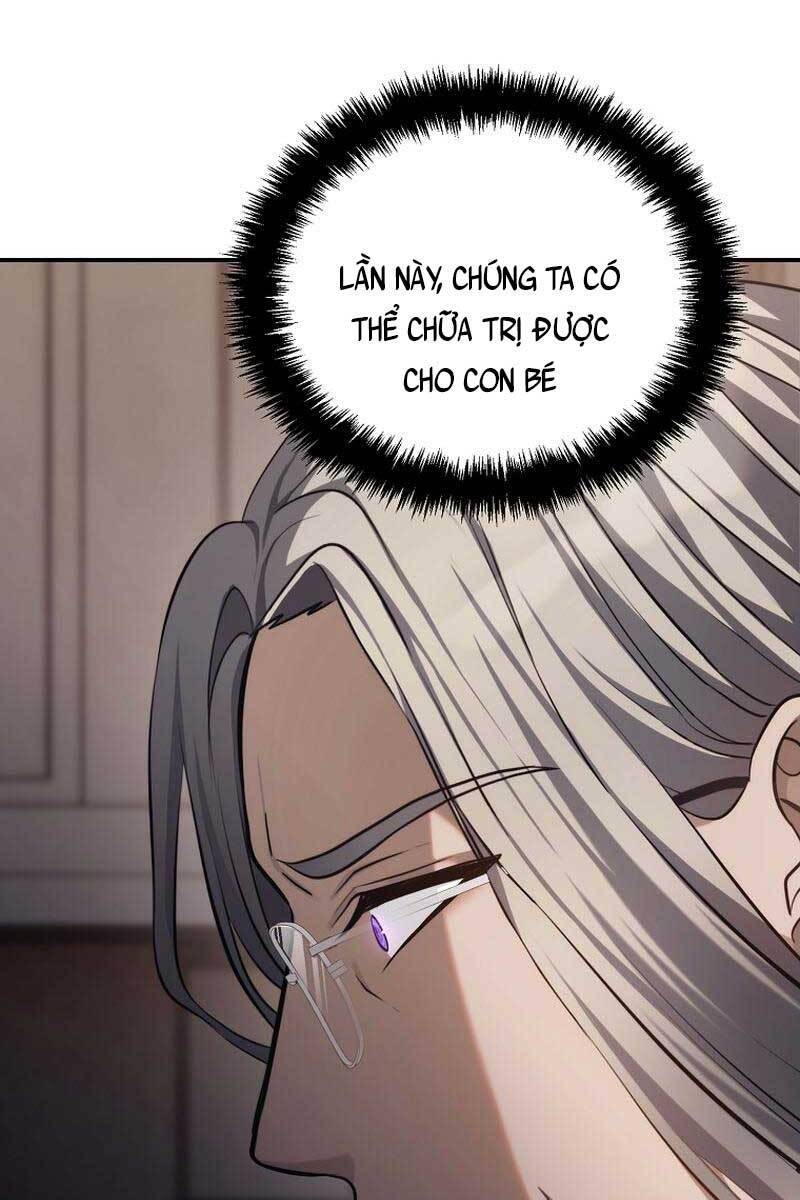 LẦN NÀY, CHÚNG TA CÓ
THỂ CHỮA TRỊ ĐƯỢC
CHO CON BÉ